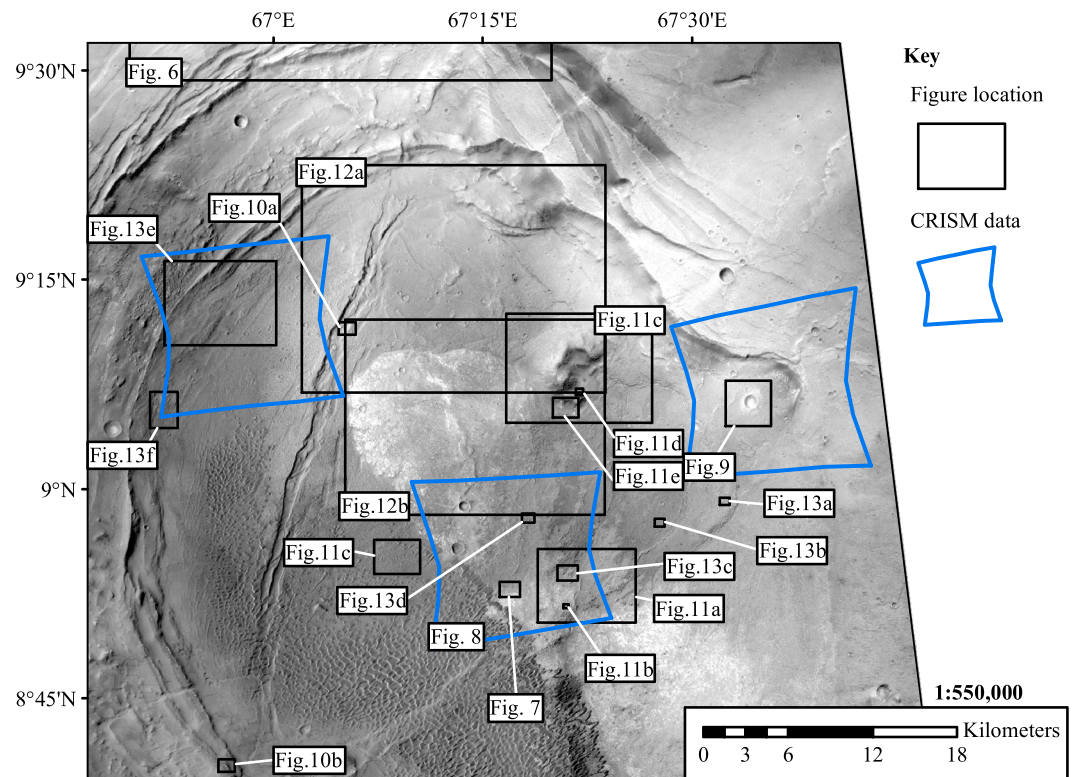 67°E
67°15'E
67°30'E
9°30'N
9°15'N
9°N
8°45'N
Fig. 6
Fig.12a
Fig.10a
Fig.13e
Fig.11c
Fig.13f
Fig.11d
Fig.9
Fig.11e
Fig.12b
Fig.13a
Fig.11c
Fig.13b
Fig.13c
Fig.13d
Fig.11a
Fig. 8
Fig.11b
Fig. 7
Fig.10b
Key
Figure location
CRISM data
1:550,000
Kilometers
0 3 6 12 18